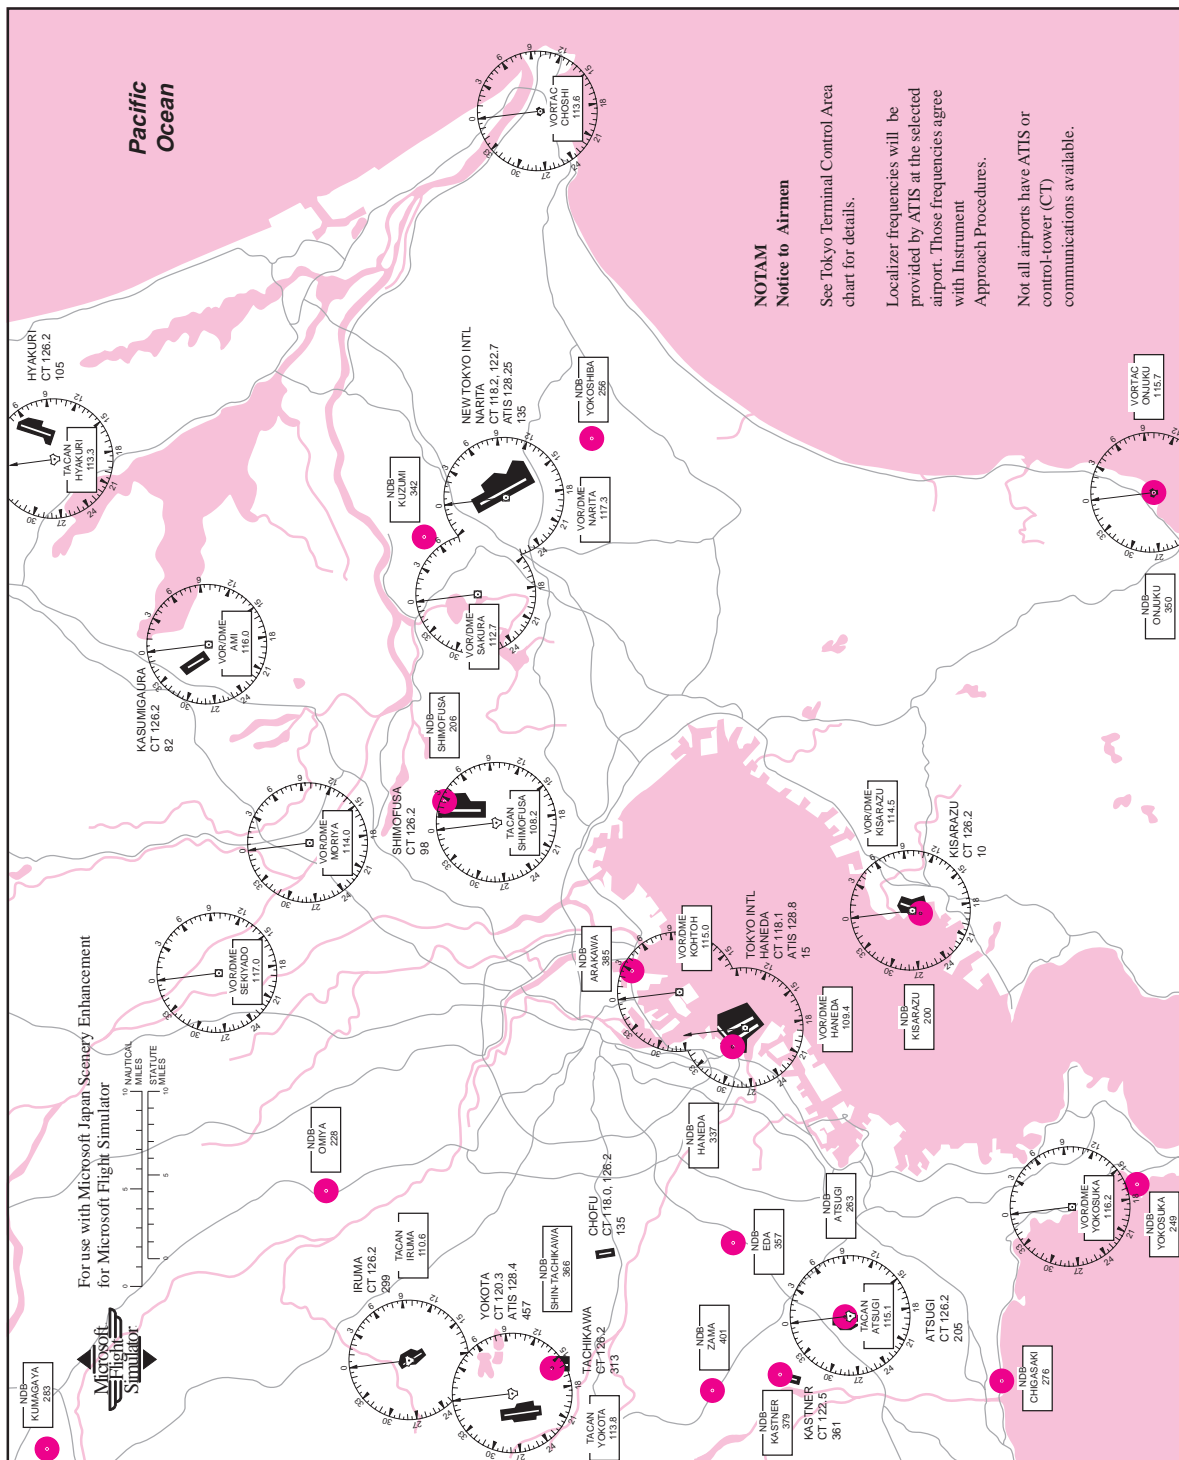 For use with Microsoft Japan Scenery Enhancement
for Microsoft Flight Simulator
Microsoft
Flight
Simulator
10 NAUTICAL
MILES
STATUTE
MILES
0
5
10
0
5
10
Pacific
Ocean
NOTAM
Notice to Airmen
See Tokyo Terminal Control Area
chart for details.
Localizer frequencies will be
provided by ATIS at the selected
airport. Those frequencies agree
with Instrument
Approach Procedures.
Not all airports have ATIS or
control-tower (CT)
communications available.
NDB
KUMAGAYA
283
NDB
OMIYA
228
VOR/DME
SEKIYADO
117.0
VOR/DME
MORIYA
114.0
KASUMIGAURA
CT 126.2
82
VOR/DME
AMI
116.0
HYAKURI
CT 126.2
105
TACAN
HYAKURI
113.3
VORTAC
CHOSHI
113.6
IRUMA
CT 126.2
299
TACAN
IRUMA
110.6
YOKOTA
CT 120.3
ATIS 128.4
457
NDB
SHIN-TACHIKAWA
366
TACHIKAWA
CT 126.2
313
TACAN
YOKOTA
113.8
CHOFU
CT 118.0, 126.2
135
SHIMOFUSA
CT 126.2
98
NDB
SHIMOFUSA
206
TACAN
SHIMOFUSA
108.2
NDB
KUZUMI
342
VOR/DME
SAKURA
112.7
NEW TOKYO INTL
NARITA
CT 118.2, 122.7
ATIS 128.25
135
VOR/DME
NARITA
117.3
NDB
YOKOSHIBA
256
NDB
ARAKAWA
385
VOR/DME
KOHTOH
115.0
TOKYO INTL
HANEDA
CT 118.1
ATIS 128.8
15
VOR/DME
HANEDA
109.4
NDB
HANEDA
337
NDB
ZAMA
401
NDB
EDA
357
NDB
ATSUGI
263
NDB
KASTNER
379
KASTNER
CT 122.5
361
TACAN
ATSUGI
115.1
ATSUGI
CT 126.2
205
NDB
CHIGASAKI
276
VOR/DME
YOKOSUKA
116.2
NDB
YOKOSUKA
249
VOR/DME
KISARAZU
114.5
KISARAZU
CT 126.2
10
NDB
KISARAZU
200
VORTAC
ONJUKU
115.7
NDB
ONJUKU
350